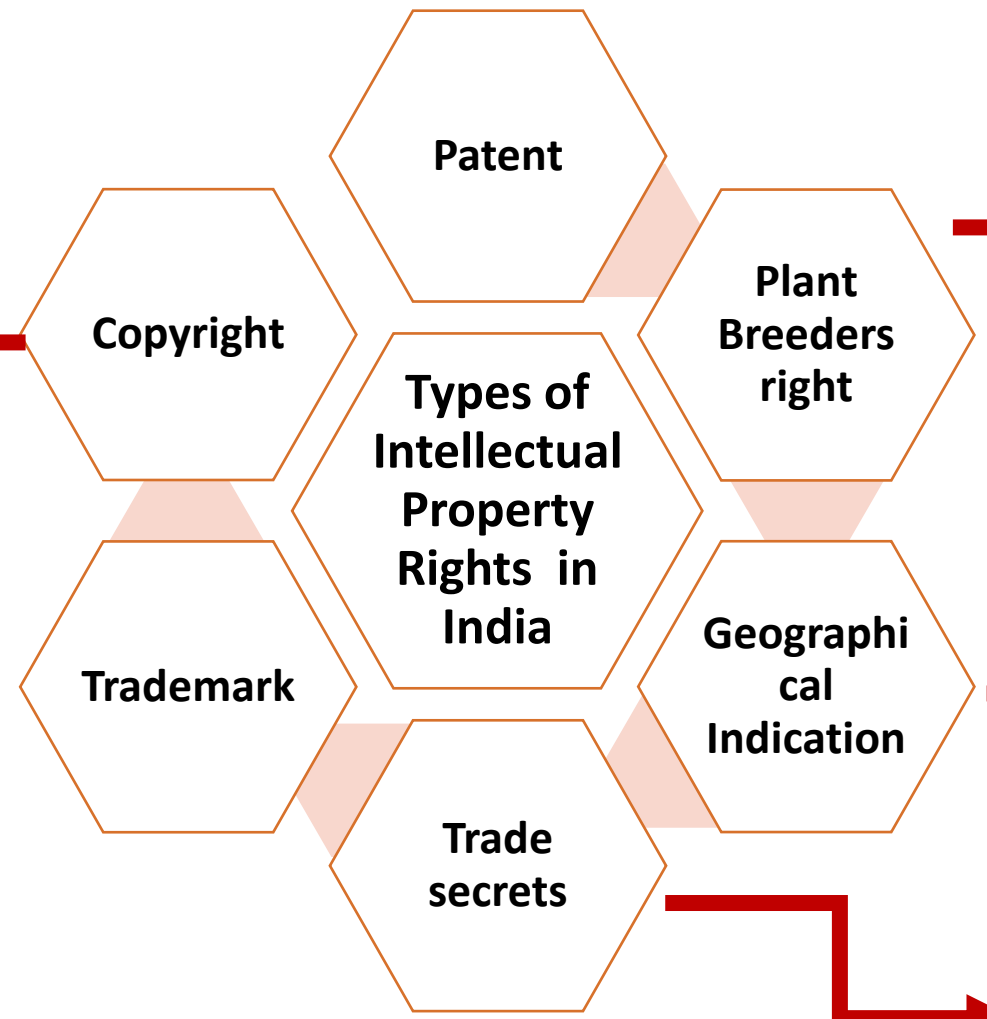 Patent
Plant
Breeders
right
Copyright
Types of
Intellectual
Property
Rights in
India
Geographi
cal
Indication
Trademark
Trade
secrets